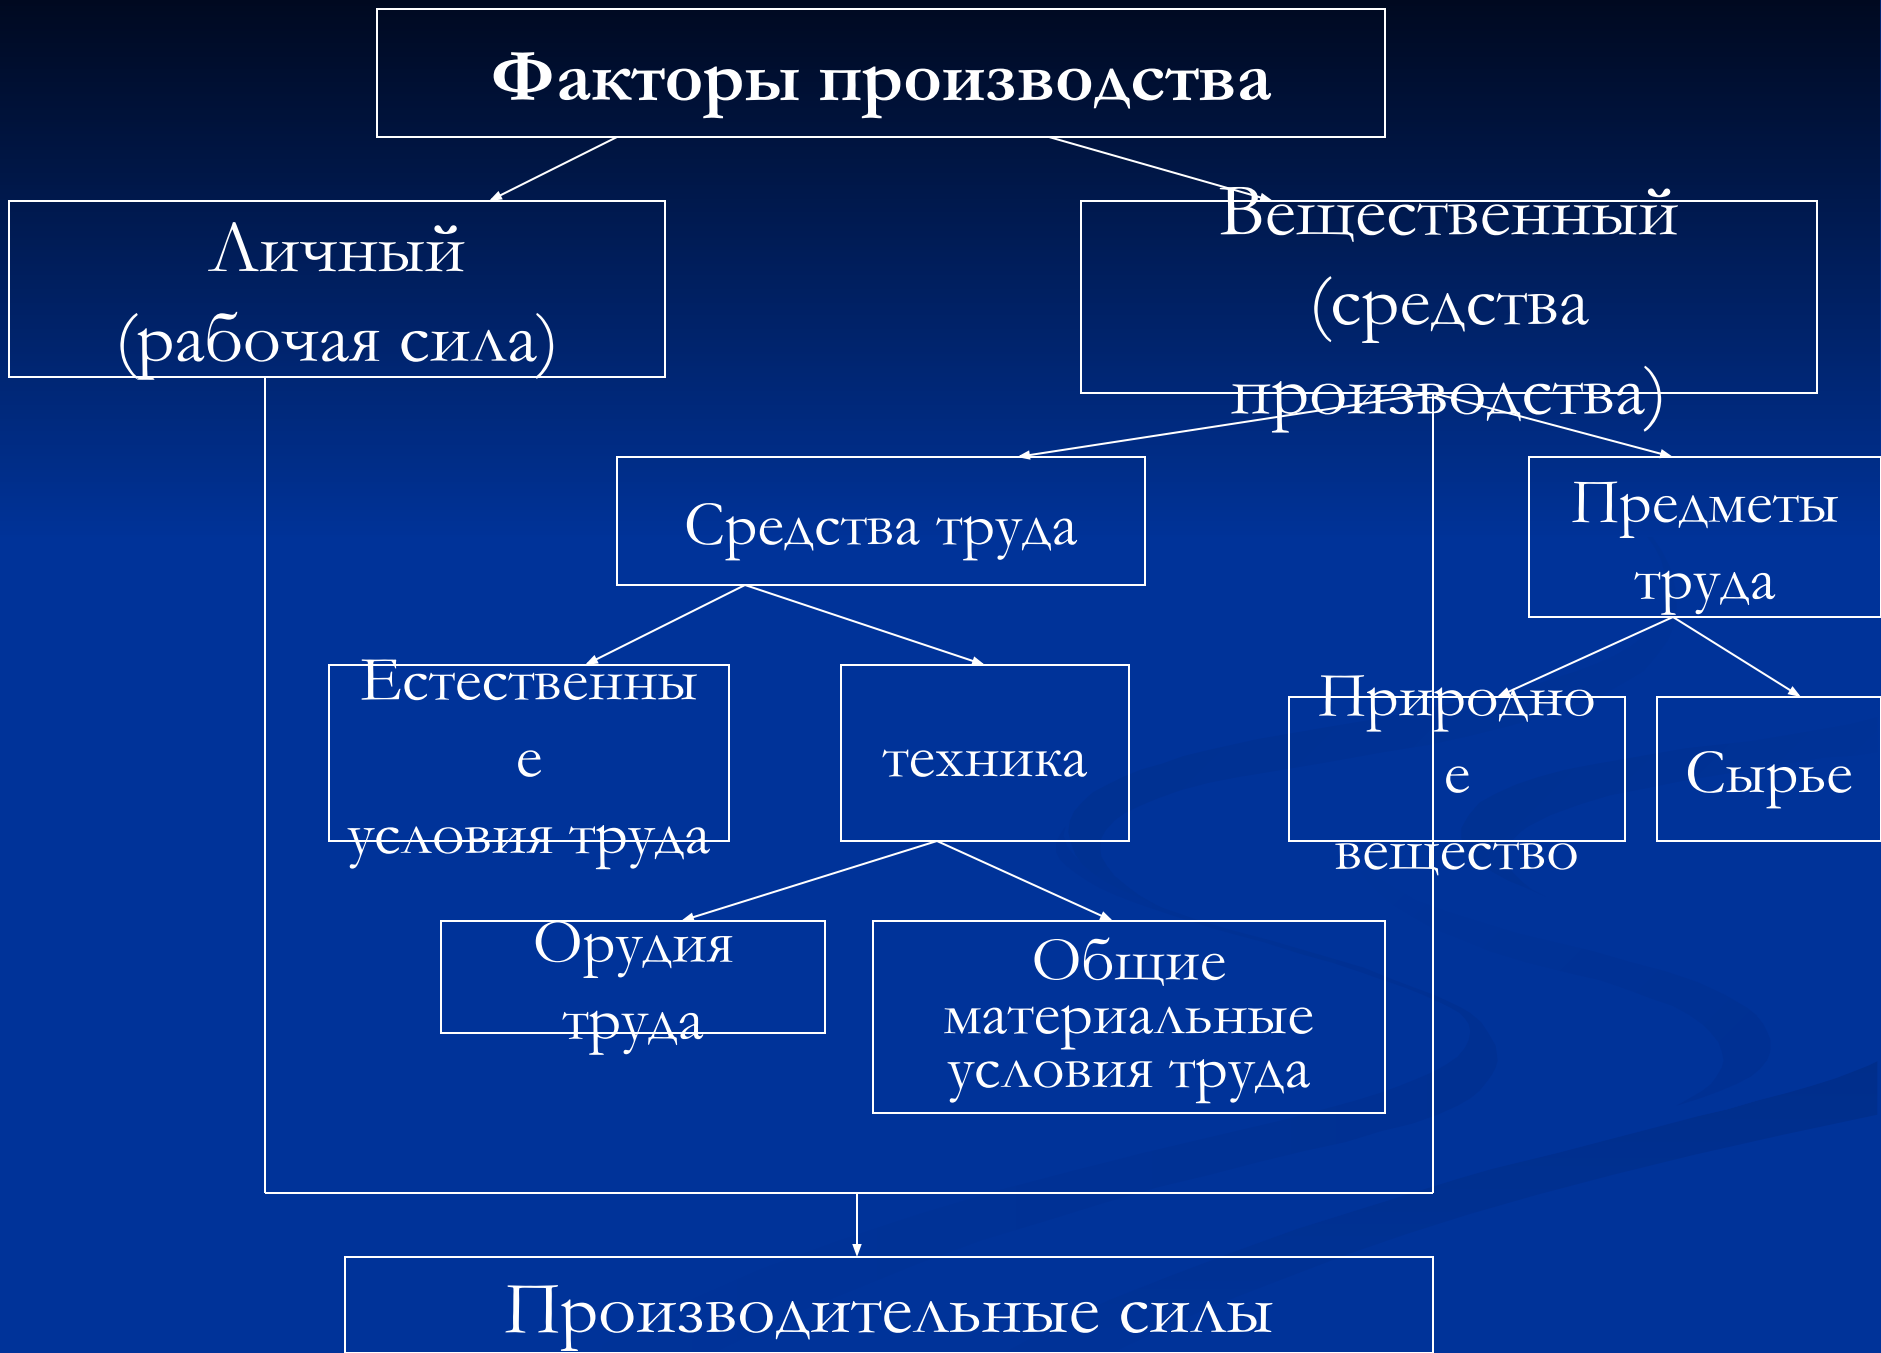 Факторы производства
Личный
(рабочая сила)
Вещественный
(средства
производства)
Средства труда
Предметы
труда
Естественны
е
условия труда
техника
Природно
е
вещество
Сырье
Орудия
труда
Общие
материальные
условия труда
Производительные силы